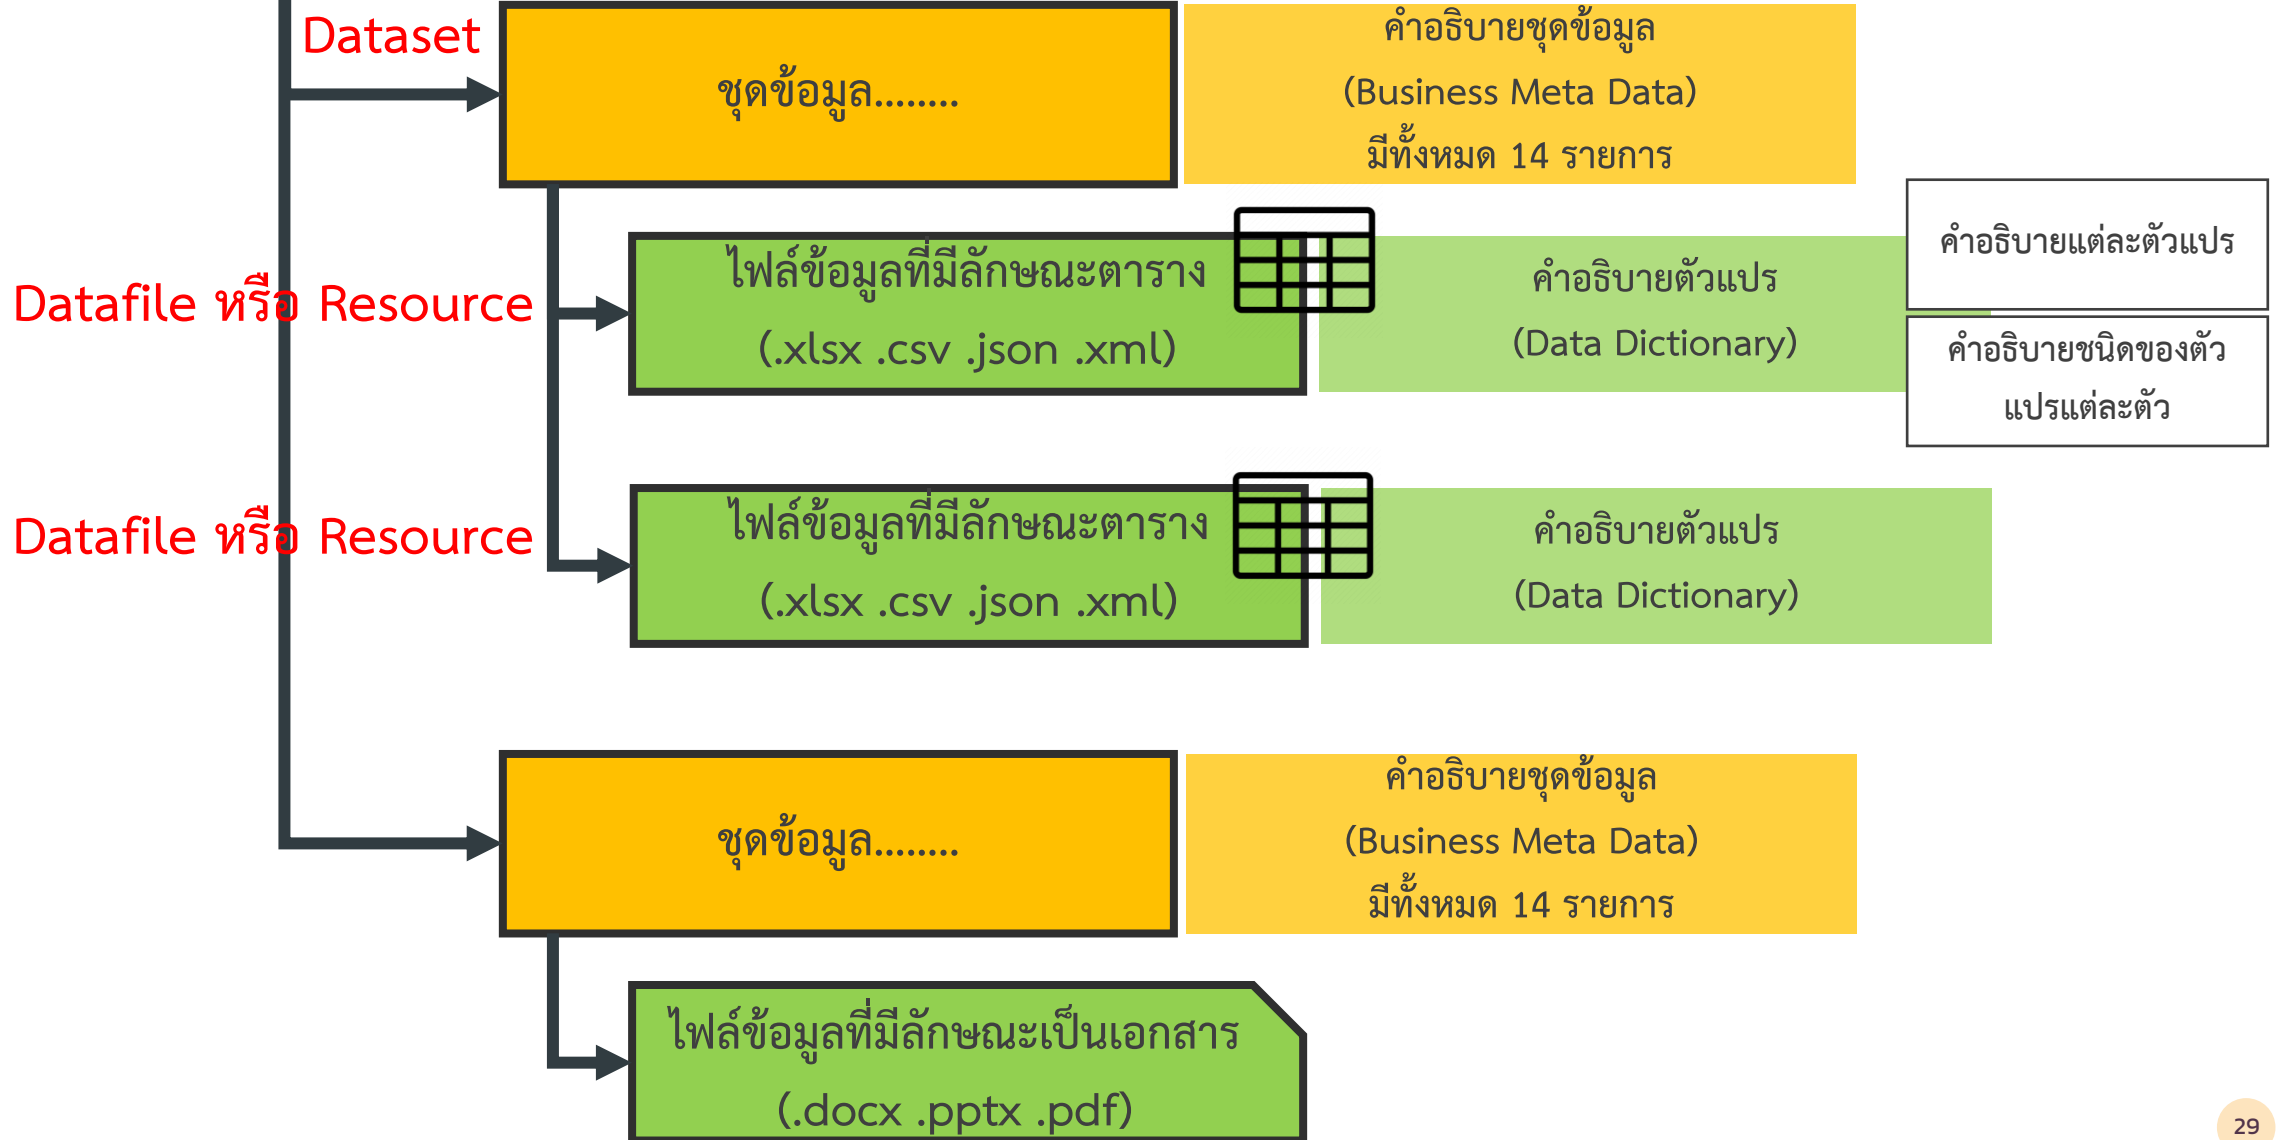 Dataset
ชุดข้อมูล........
คำอธิบายชุดข้อมูล
(Business Meta Data)
มีทั้งหมด 14 รายการ
Datafile หรือ Resource
ไฟล์ข้อมูลที่มีลักษณะตาราง
(.xlsx .csv .json .xml)
คำอธิบายตัวแปร
(Data Dictionary)
คำอธิบายแต่ละตัวแปร
คำอธิบายชนิดของตัว
แปรแต่ละตัว
Datafile หรือ Resource
ไฟล์ข้อมูลที่มีลักษณะตาราง
(.xlsx .csv .json .xml)
คำอธิบายตัวแปร
(Data Dictionary)
ชุดข้อมูล........
คำอธิบายชุดข้อมูล
(Business Meta Data)
มีทั้งหมด 14 รายการ
ไฟล์ข้อมูลที่มีลักษณะเป็นเอกสาร
(.docx .pptx .pdf)
29